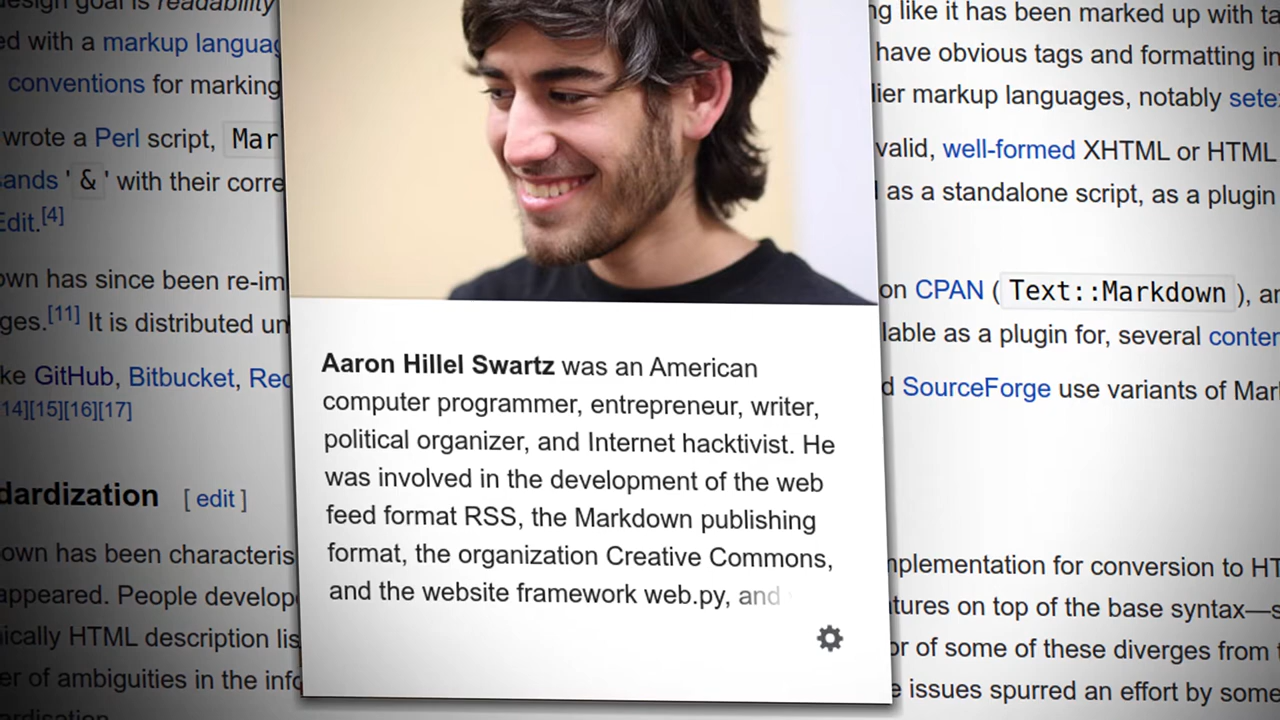 design goal is readability
ed with a markup languag
conventions for marking
wrote a Perl script, Mar
sands ' & ' with their corre
Edit.[4]
own has since been re-im
ges.[11] It is distributed un
ke GitHub, Bitbucket, Red
14][15][16][17]
dardization [ edit ]
own has been characteris
appeared. People develop
ically HTML description lis
er of ambiguities in the info
dardisation
Aaron Hillel Swartz was an American
computer programmer, entrepreneur, writer,
political organizer, and Internet hacktivist. He
was involved in the development of the web
feed format RSS, the Markdown publishing
format, the organization Creative Commons,
and the website framework web.py, and
ng like it has been marked up with ta
have obvious tags and formatting in
lier markup languages, notably sete
valid, well-formed XHTML or HTML
as a standalone script, as a plugin
on CPAN ( Text::Markdown ), an
lable as a plugin for, several conten
d SourceForge use variants of Mar
mplementation for conversion to HT
tures on top of the base syntax—s
or of some of these diverges from t
e issues spurred an effort by some